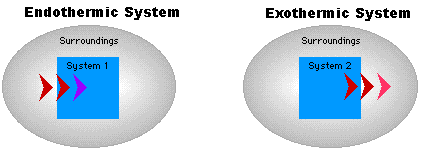 Endothermic System
Surroundings
System 1
Exothermic System
Surroundings
System 2